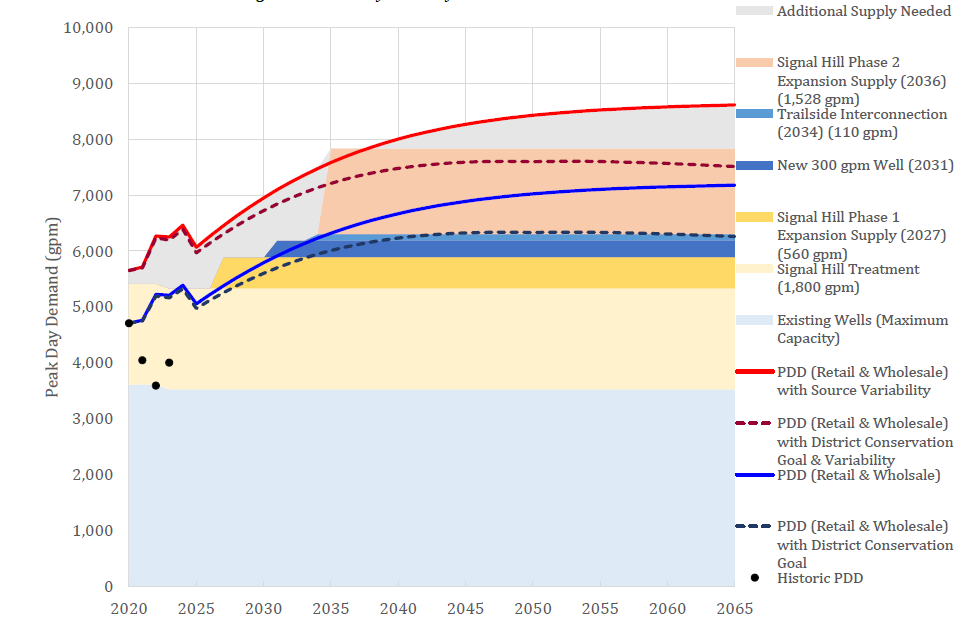 10,000
9,000
8,000
7,000
6,000
5,000
4,000
3,000
2,000
1,000
0
Peak Day Demand (gpm)
2020 2025 2030 2035 2040 2045 2050 2055 2060 2065
Additional Supply Needed
Signal Hill Phase 2
Expansion Supply (2036)
(1,528 gpm)
Trailside Interconnection
(2034) (110 gpm)
New 300 gpm Well (2031)
Signal Hill Phase 1
Expansion Supply (2027)
(560 gpm)
Signal Hill Treatment
(1,800 gpm)
Existing Wells (Maximum
Capacity)
PDD (Retail & Wholesale)
with Source Variability
PDD (Retail & Wholesale)
with District Conservation
Goal & Variability
PDD (Retail & Wholsale)
PDD (Retail & Wholesale)
with District Conservation
Goal
Historic PDD